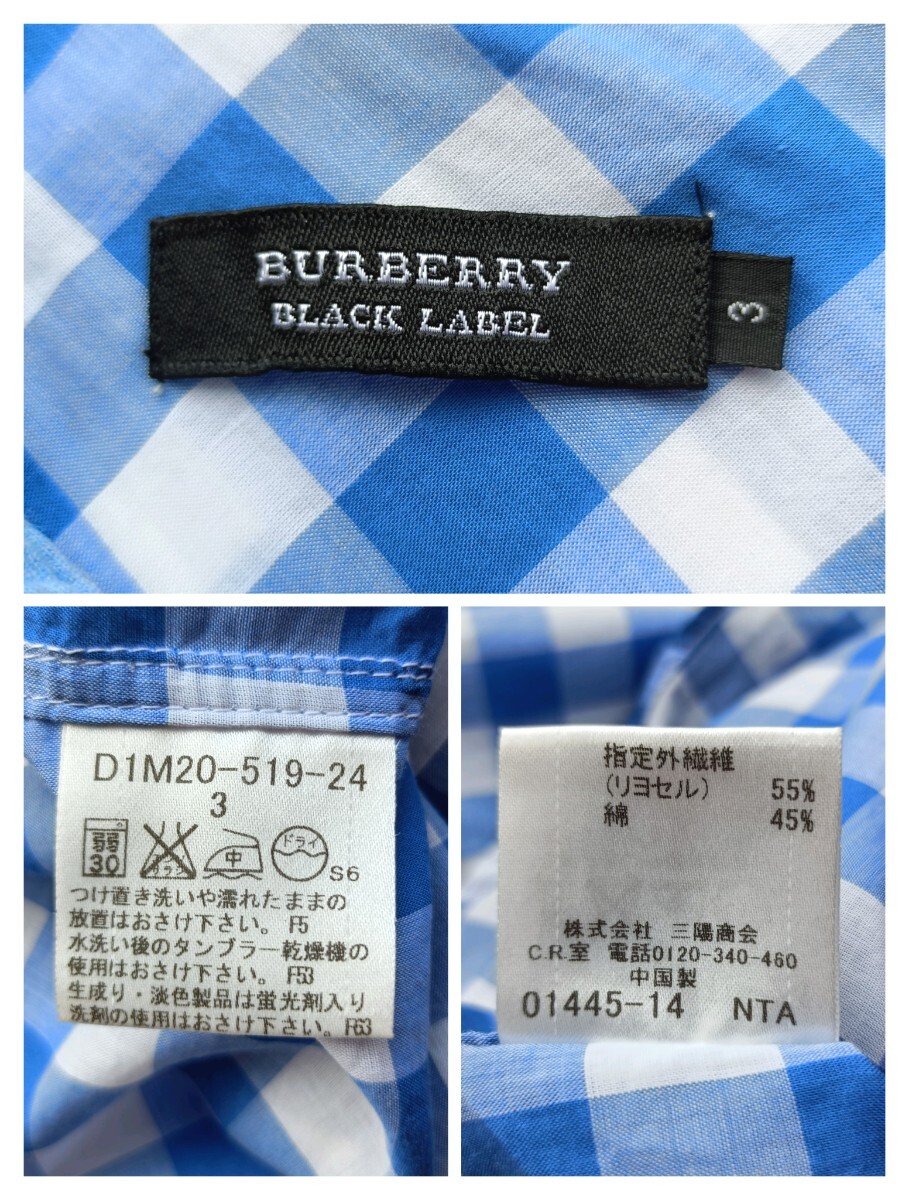 BURBERRY
BLACK LABEL
3
D1M20-519-24
3
弱
30
エンソ
サラシ
中
ドライ
S6
つけ置き洗いや濡れたままの
放置はおさけ下さい。 F5
水洗い後のタンブラー乾燥機の
使用はおさけ下さい。 F53
生成り・淡色製品は蛍光剤入り
洗剤の使用はおさけ下さい。 F63
指定外繊維
(リヨセル) 55%
綿 45%
株式会社 三陽商会
C.R.室 電話0120-340-460
中国製
01445-14 NTA